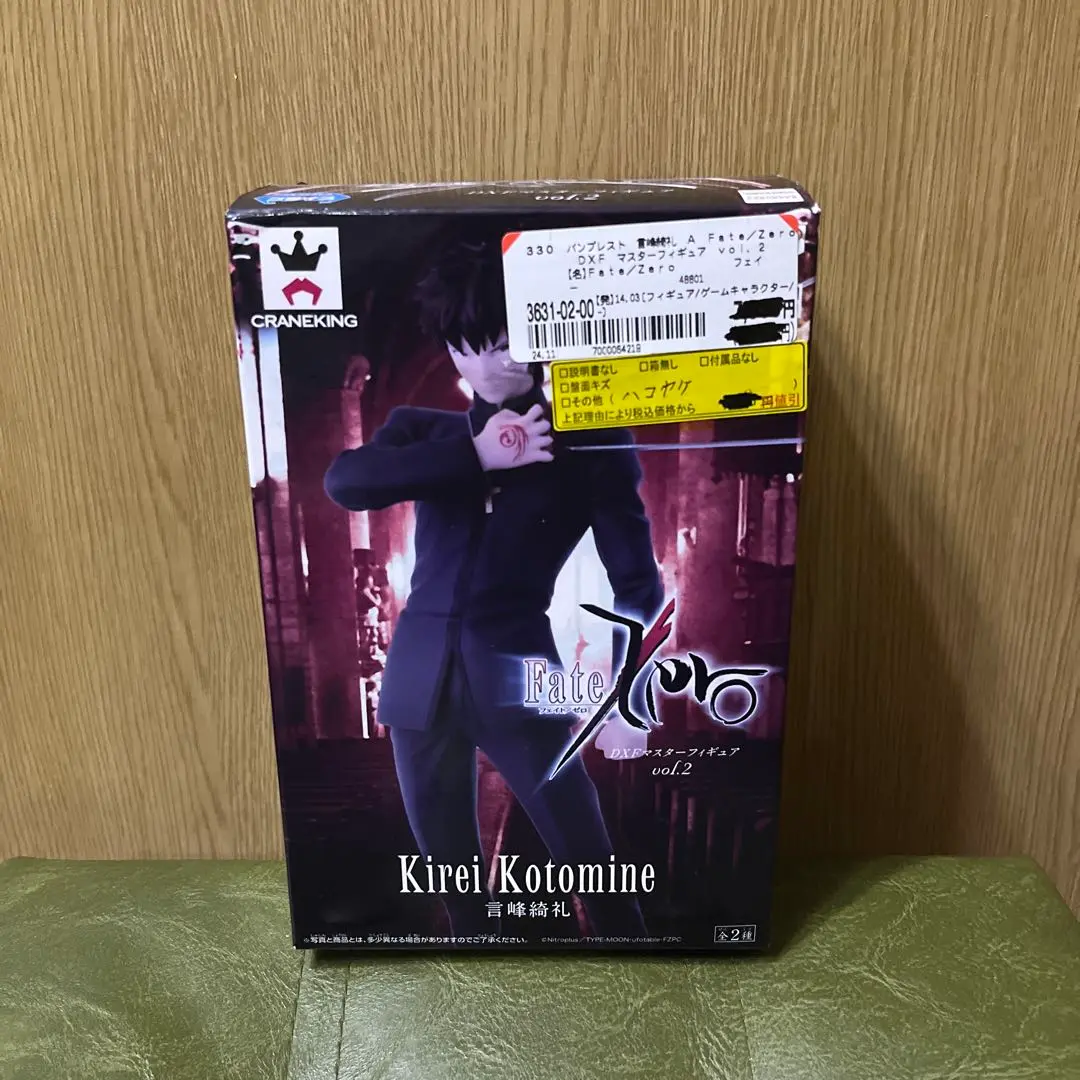 vol.2
CRANEKING
330 バンプレスト 言峰綺礼 A Fate/Zero
DXF マスターフィギュア vol.2
【名】Fate/Zero フェイ
ー 48801
3631-02-00 【発】14.03[フィギュア/ゲームキャラクター/
-]
円
円)
24.11 7000064219
□説明書なし □箱無し □付属品なし
□盤面キズ
□その他( ハコヤケ )
上記理由により税込価格から 円値引
Fate Zero
フェイト/ゼロ
DXFマスターフィギュア
vol.2
Kirei Kotomine
言峰綺礼
※写真と商品とは、多少異なる場合がありますのでご了承ください。
©Nitroplus/TYPE-MOON・ufotable・FZPC
全2種